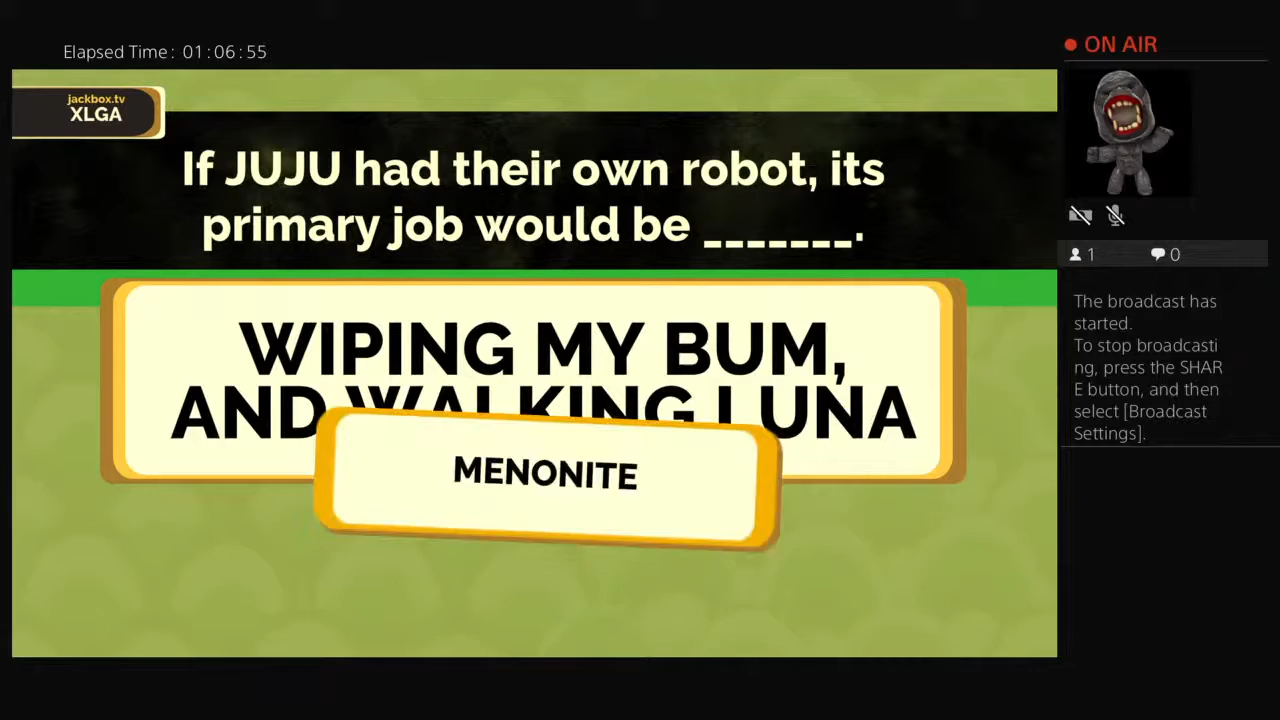 Elapsed Time: 01:06:55
ON AIR
jackbox.tv
XLGA
If JUJU had their own robot, its
primary job would be _______.
WIPING MY BUM,
AND WALKING LUNA
MENONITE
1 0
The broadcast has
started.
To stop broadcasti
ng, press the SHAR
E button, and then
select [Broadcast
Settings].